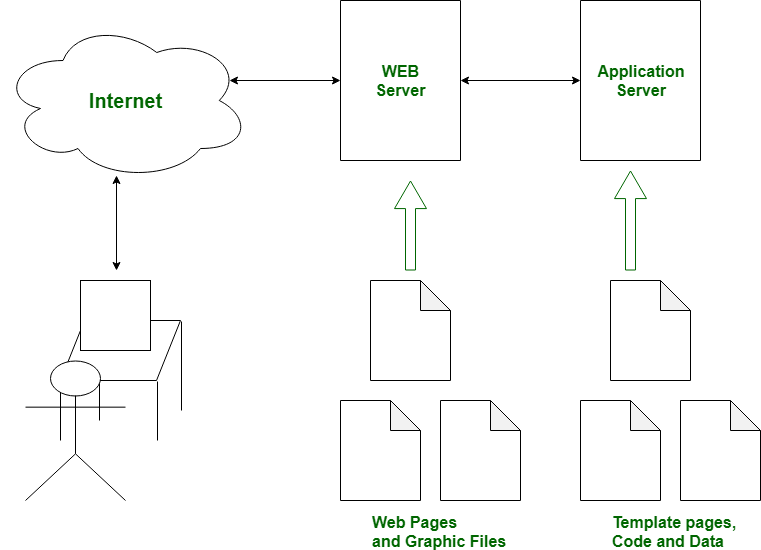 Internet
WEB
Server
Application
Server
Web Pages
and Graphic Files
Template pages,
Code and Data